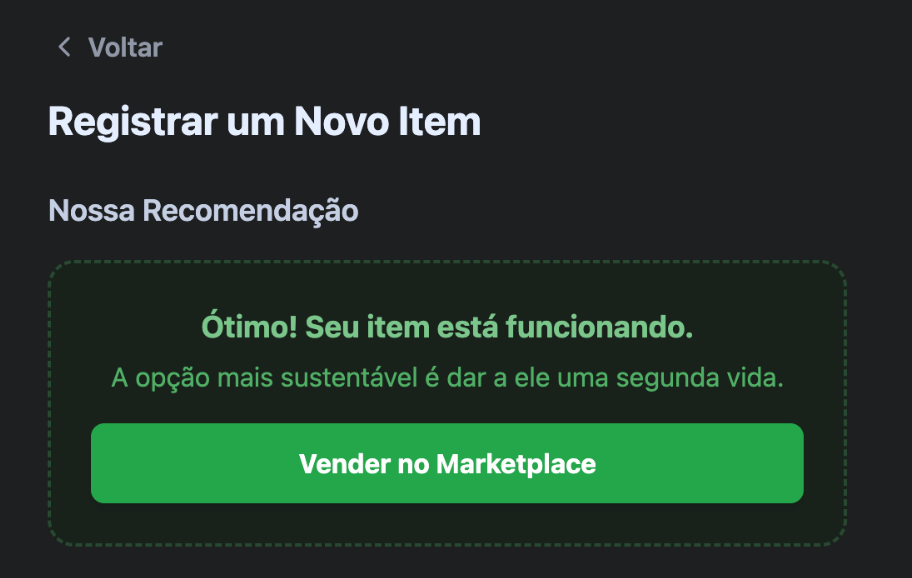 Voltar
Registrar um Novo Item
Nossa Recomendação
Ótimo! Seu item está funcionando.
A opção mais sustentável é dar a ele uma segunda vida.
Vender no Marketplace